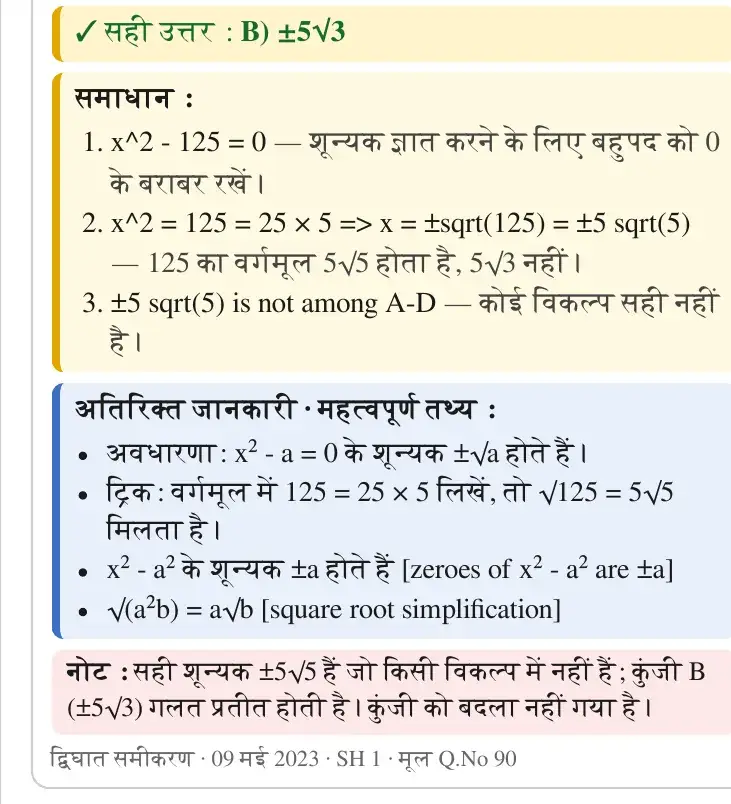 ✓ सही उत्तर : B) ±5√3
समाधान :
1. x^2 - 125 = 0 — शून्यक ज्ञात करने के लिए बहुपद को 0
के बराबर रखें।
2. x^2 = 125 = 25 × 5 => x = ±sqrt(125) = ±5 sqrt(5)
— 125 का वर्गमूल 5√5 होता है, 5√3 नहीं।
3. ±5 sqrt(5) is not among A-D — कोई विकल्प सही नहीं
है।
अतिरिक्त जानकारी · महत्वपूर्ण तथ्य :
• अवधारणा : x² - a = 0 के शून्यक ±√a होते हैं।
• ट्रिक : वर्गमूल में 125 = 25 × 5 लिखें, तो √125 = 5√5
मिलता है।
• x² - a² के शून्यक ±a होते हैं [zeroes of x² - a² are ±a]
• √(a²b) = a√b [square root simplification]
नोट : सही शून्यक ±5√5 हैं जो किसी विकल्प में नहीं हैं; कुंजी B
(±5√3) गलत प्रतीत होती है। कुंजी को बदला नहीं गया है।
द्विघात समीकरण · 09 मई 2023 · SH 1 · मूल Q.No 90